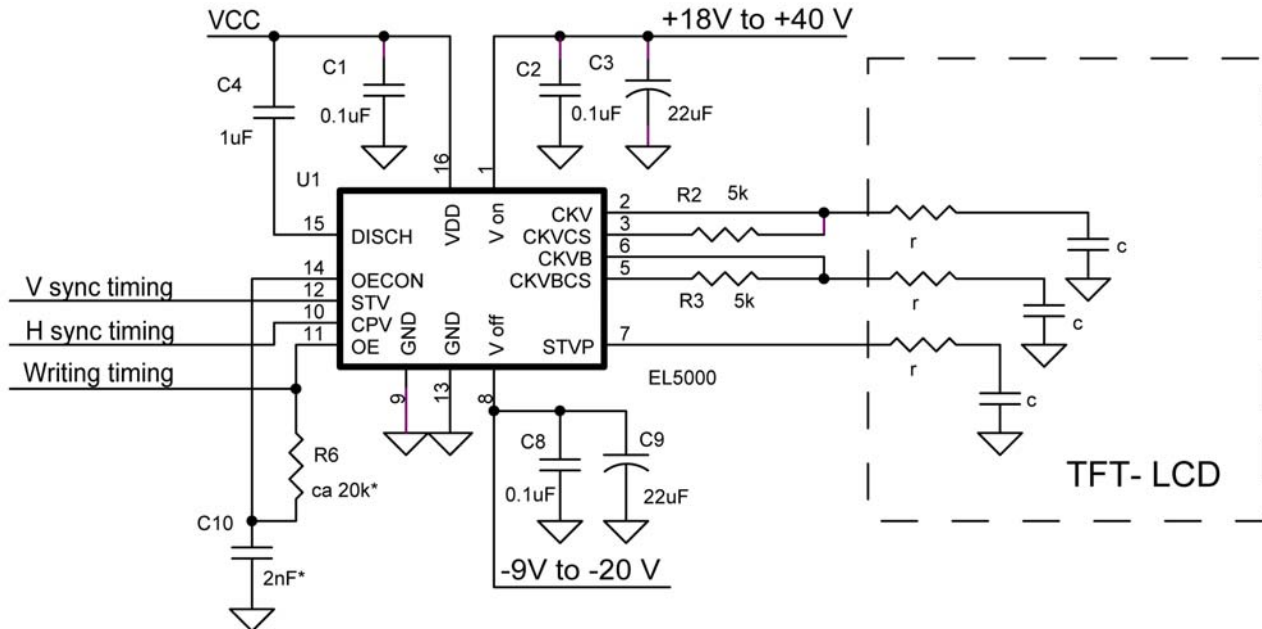 VCC
+18V to +40 V
C4
1uF
C1
0.1uF
C2
0.1uF
C3
22uF
U1
16
1
VDD
V on
15
DISCH
14
OECON
12
STV
10
CPV
11
OE
V sync timing
H sync timing
Writing timing
CKV
2
CKVCS
3
CKVB
6
CKVBCS
5
STVP
7
R2 5k
R3 5k
r
c
r
c
r
c
GND
GND
V off
9
13
8
EL5000
R6
ca 20k*
C10
2nF*
C8
0.1uF
C9
22uF
-9V to -20 V
TFT- LCD